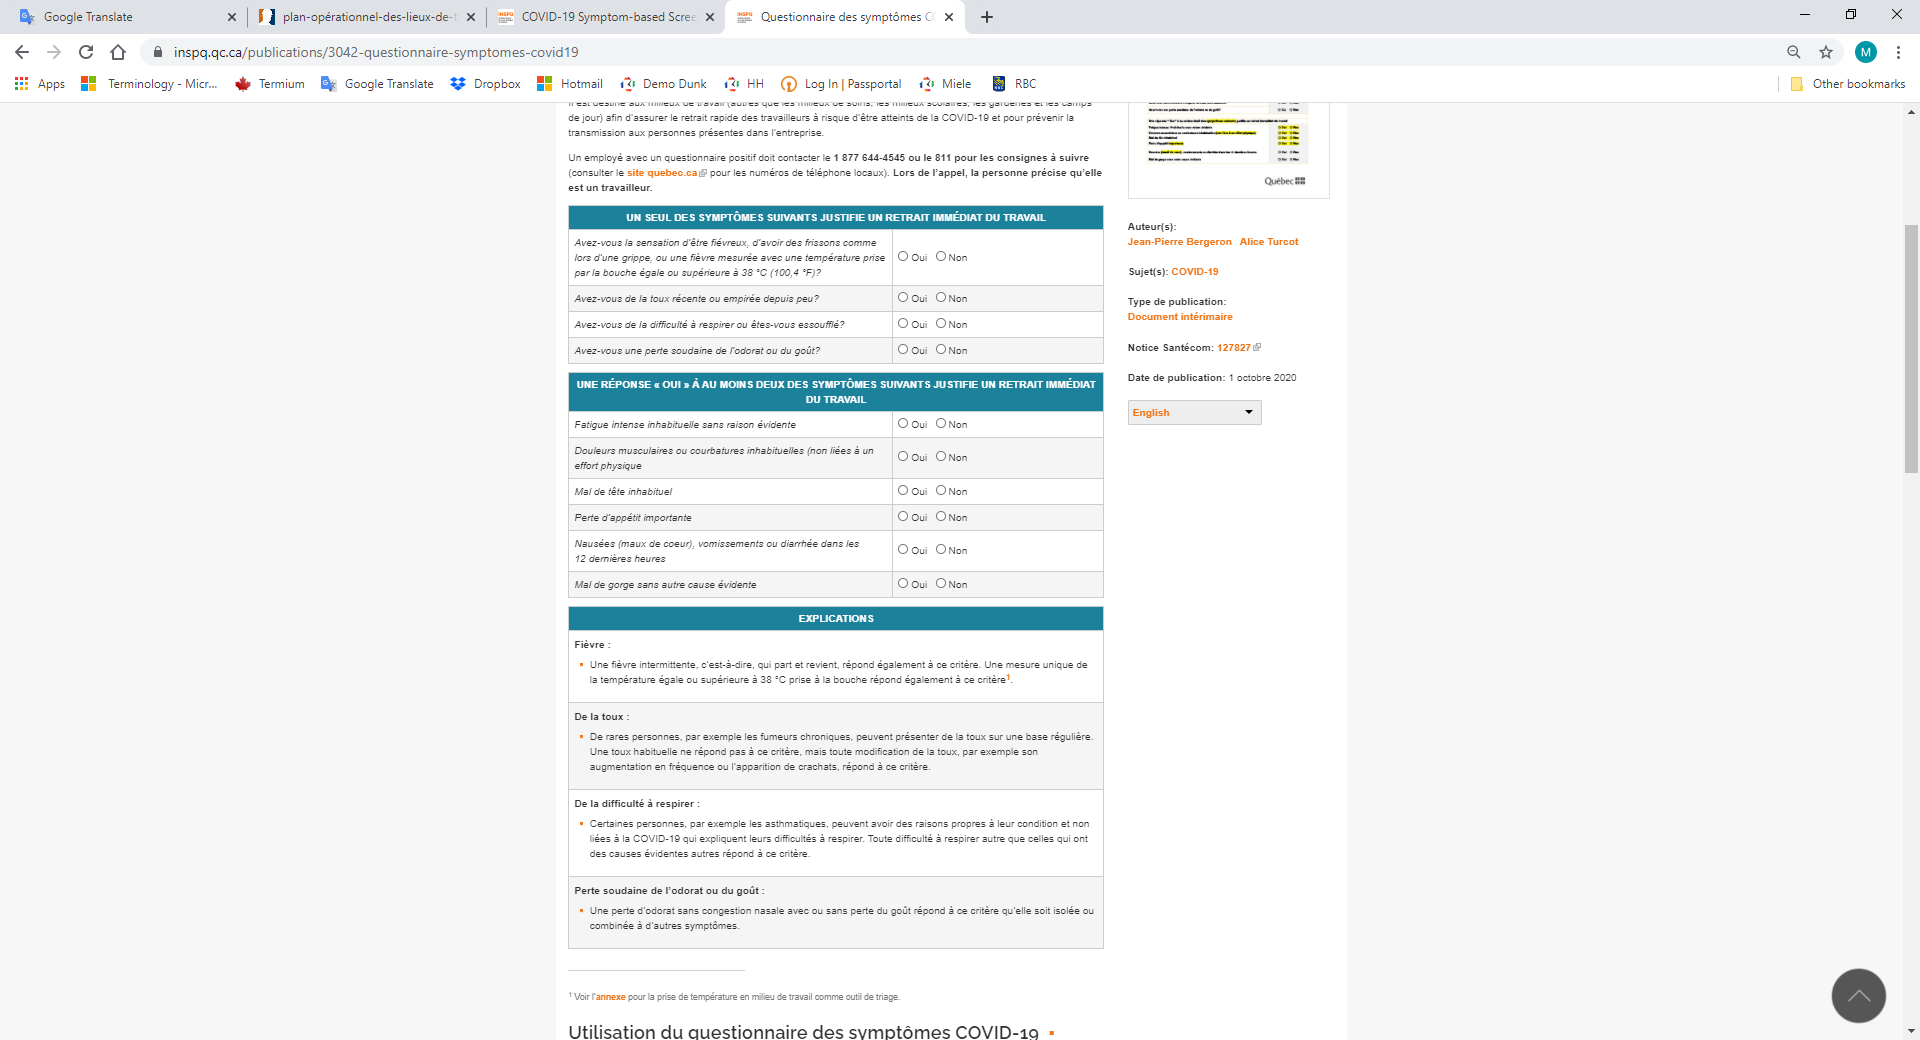 Google Translate
plan-opérationnel-des-lieux-de-t
COVID-19 Symptom-based Scree
Questionnaire des symptômes CO
inspq.qc.ca/publications/3042-questionnaire-symptomes-covid19
M
Apps
Terminology - Micr...
Termium
Google Translate
Dropbox
Hotmail
Demo Dunk
HH
Log In | Passportal
Miele
RBC
Other bookmarks
Il est destiné aux milieux de travail (autres que les milieux de soins, les milieux scolaires, les garderies et les camps
de jour) afin d'assurer le retrait rapide des travailleurs à risque d'être atteints de la COVID-19 et pour prévenir la
transmission aux personnes présentes dans l'entreprise.
Un employé avec un questionnaire positif doit contacter le 1 877 644-4545 ou le 811 pour les consignes à suivre
(consulter le site quebec.ca pour les numéros de téléphone locaux). Lors de l'appel, la personne précise qu'elle
est un travailleur.
UN SEUL DES SYMPTÔMES SUIVANTS JUSTIFIE UN RETRAIT IMMÉDIAT DU TRAVAIL
Avez-vous la sensation d'être fiévreux, d'avoir des frissons comme
lors d'une grippe, ou une fièvre mesurée avec une température prise
par la bouche égale ou supérieure à 38 °C (100,4 °F)?
Oui Non
Avez-vous de la toux récente ou empirée depuis peu?
Oui Non
Avez-vous de la difficulté à respirer ou êtes-vous essoufflé?
Oui Non
Avez-vous une perte soudaine de l'odorat ou du goût?
Oui Non
UNE RÉPONSE « OUI » À AU MOINS DEUX DES SYMPTÔMES SUIVANTS JUSTIFIE UN RETRAIT IMMÉDIAT
DU TRAVAIL
Fatigue intense inhabituelle sans raison évidente
Oui Non
Douleurs musculaires ou courbatures inhabituelles (non liées à un
effort physique
Oui Non
Mal de tête inhabituel
Oui Non
Perte d'appétit importante
Oui Non
Nausées (maux de coeur), vomissements ou diarrhée dans les
12 dernières heures
Oui Non
Mal de gorge sans autre cause évidente
Oui Non
EXPLICATIONS
Fièvre :
Une fièvre intermittente, c'est-à-dire, qui part et revient, répond également à ce critère. Une mesure unique de
la température égale ou supérieure à 38 °C prise à la bouche répond également à ce critère1.
De la toux :
De rares personnes, par exemple les fumeurs chroniques, peuvent présenter de la toux sur une base régulière.
Une toux habituelle ne répond pas à ce critère, mais toute modification de la toux, par exemple son
augmentation en fréquence ou l'apparition de crachats, répond à ce critère.
De la difficulté à respirer :
Certaines personnes, par exemple les asthmatiques, peuvent avoir des raisons propres à leur condition et non
liées à la COVID-19 qui expliquent leurs difficultés à respirer. Toute difficulté à respirer autre que celles qui ont
des causes évidentes autres répond à ce critère.
Perte soudaine de l'odorat ou du goût :
Une perte d'odorat sans congestion nasale avec ou sans perte du goût répond à ce critère qu'elle soit isolée ou
combinée à d'autres symptômes.
1 Voir l'annexe pour la prise de température en milieu de travail comme outil de triage.
Utilisation du questionnaire des symptômes COVID-19
Québec
Auteur(s):
Jean-Pierre Bergeron Alice Turcot
Sujet(s): COVID-19
Type de publication:
Document intérimaire
Notice Santécom: 127827
Date de publication: 1 octobre 2020
English